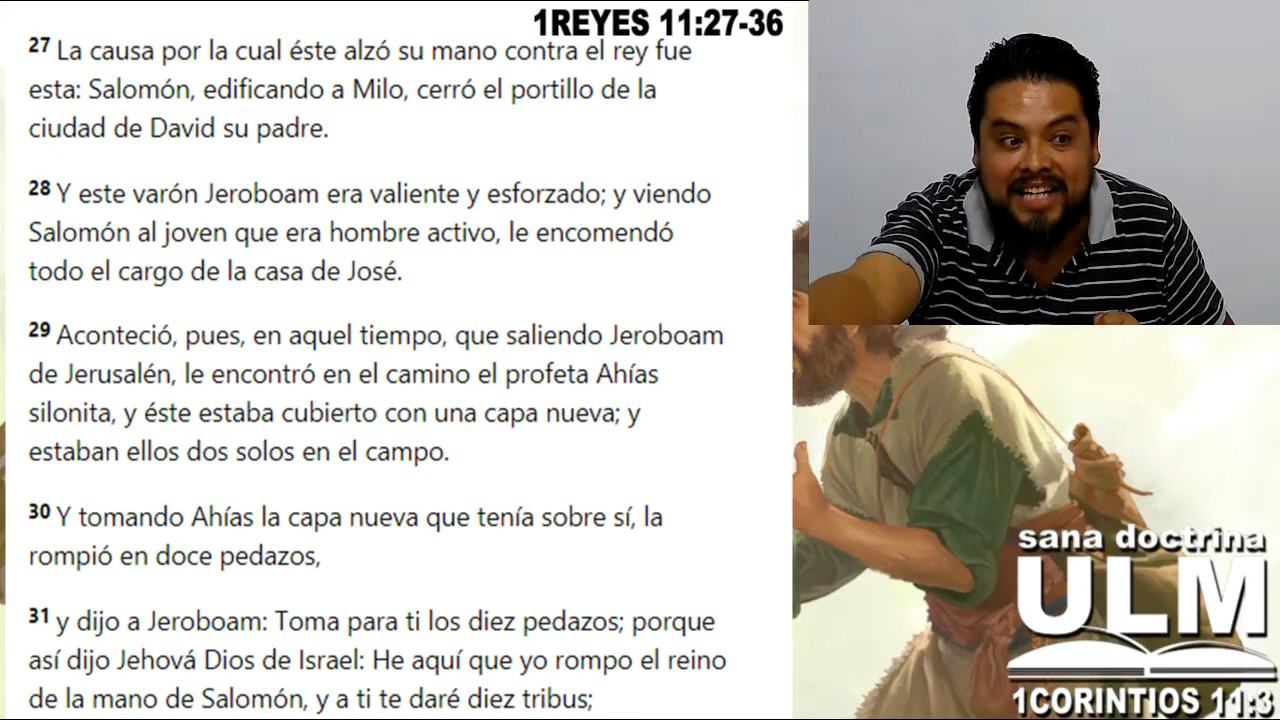 1REYES 11:27-36
27 La causa por la cual éste alzó su mano contra el rey fue
esta: Salomón, edificando a Milo, cerró el portillo de la
ciudad de David su padre.
28 Y este varón Jeroboam era valiente y esforzado; y viendo
Salomón al joven que era hombre activo, le encomendó
todo el cargo de la casa de José.
29 Aconteció, pues, en aquel tiempo, que saliendo Jeroboam
de Jerusalén, le encontró en el camino el profeta Ahías
silonita, y éste estaba cubierto con una capa nueva; y
estaban ellos dos solos en el campo.
30 Y tomando Ahías la capa nueva que tenía sobre sí, la
rompió en doce pedazos,
31 y dijo a Jeroboam: Toma para ti los diez pedazos; porque
así dijo Jehová Dios de Israel: He aquí que yo rompo el reino
de la mano de Salomón, y a ti te daré diez tribus;
sana doctrina
ULM
1CORINTIOS 11:3